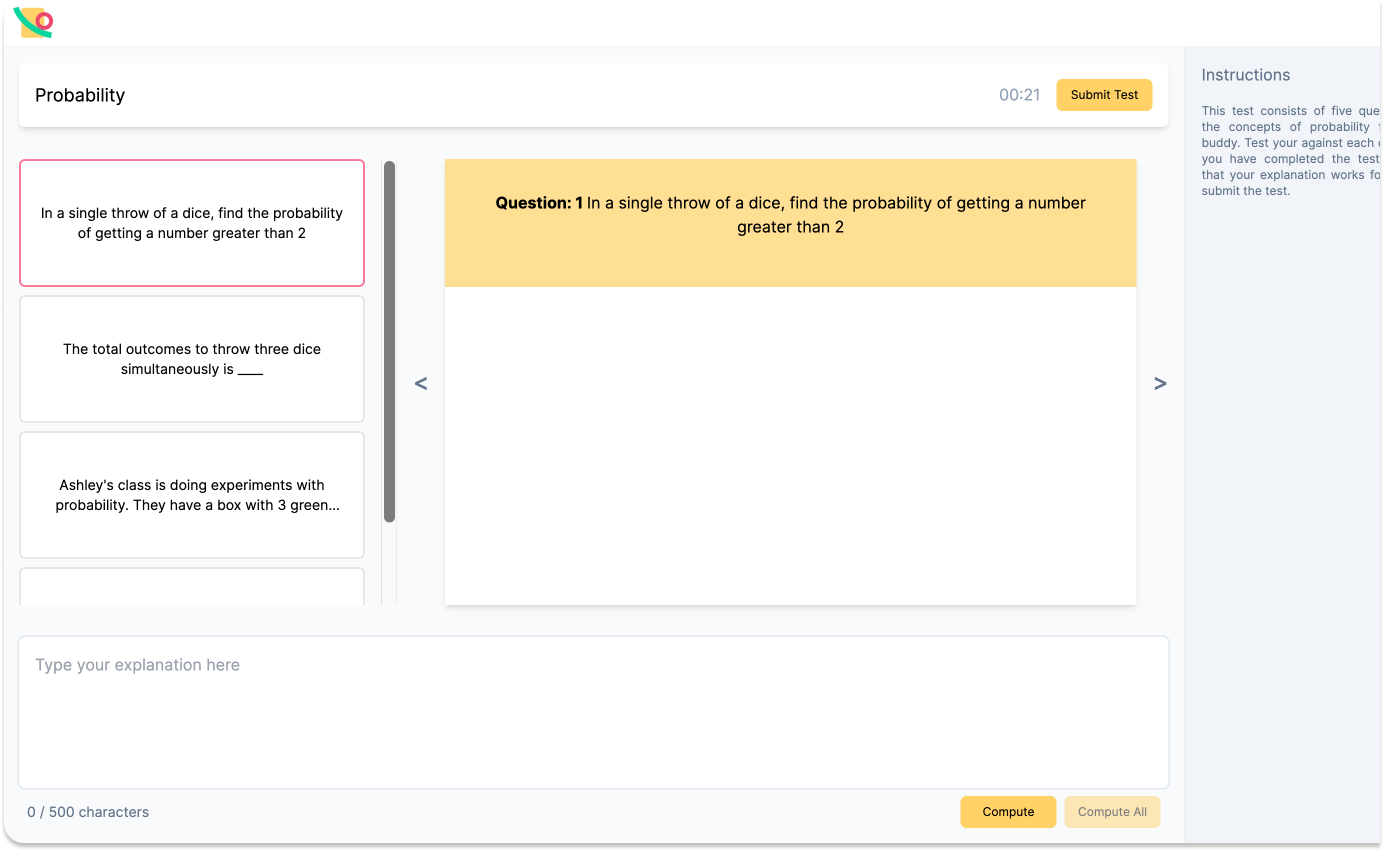 Probability
00:21
Submit Test
Instructions
This test consists of five que
the concepts of probability
buddy. Test your against each
you have completed the test
that your explanation works fo
submit the test.
In a single throw of a dice, find the probability
of getting a number greater than 2
The total outcomes to throw three dice
simultaneously is ____
Ashley's class is doing experiments with
probability. They have a box with 3 green...
<
Question: 1 In a single throw of a dice, find the probability of getting a number
greater than 2
>
Type your explanation here
0 / 500 characters
Compute
Compute All